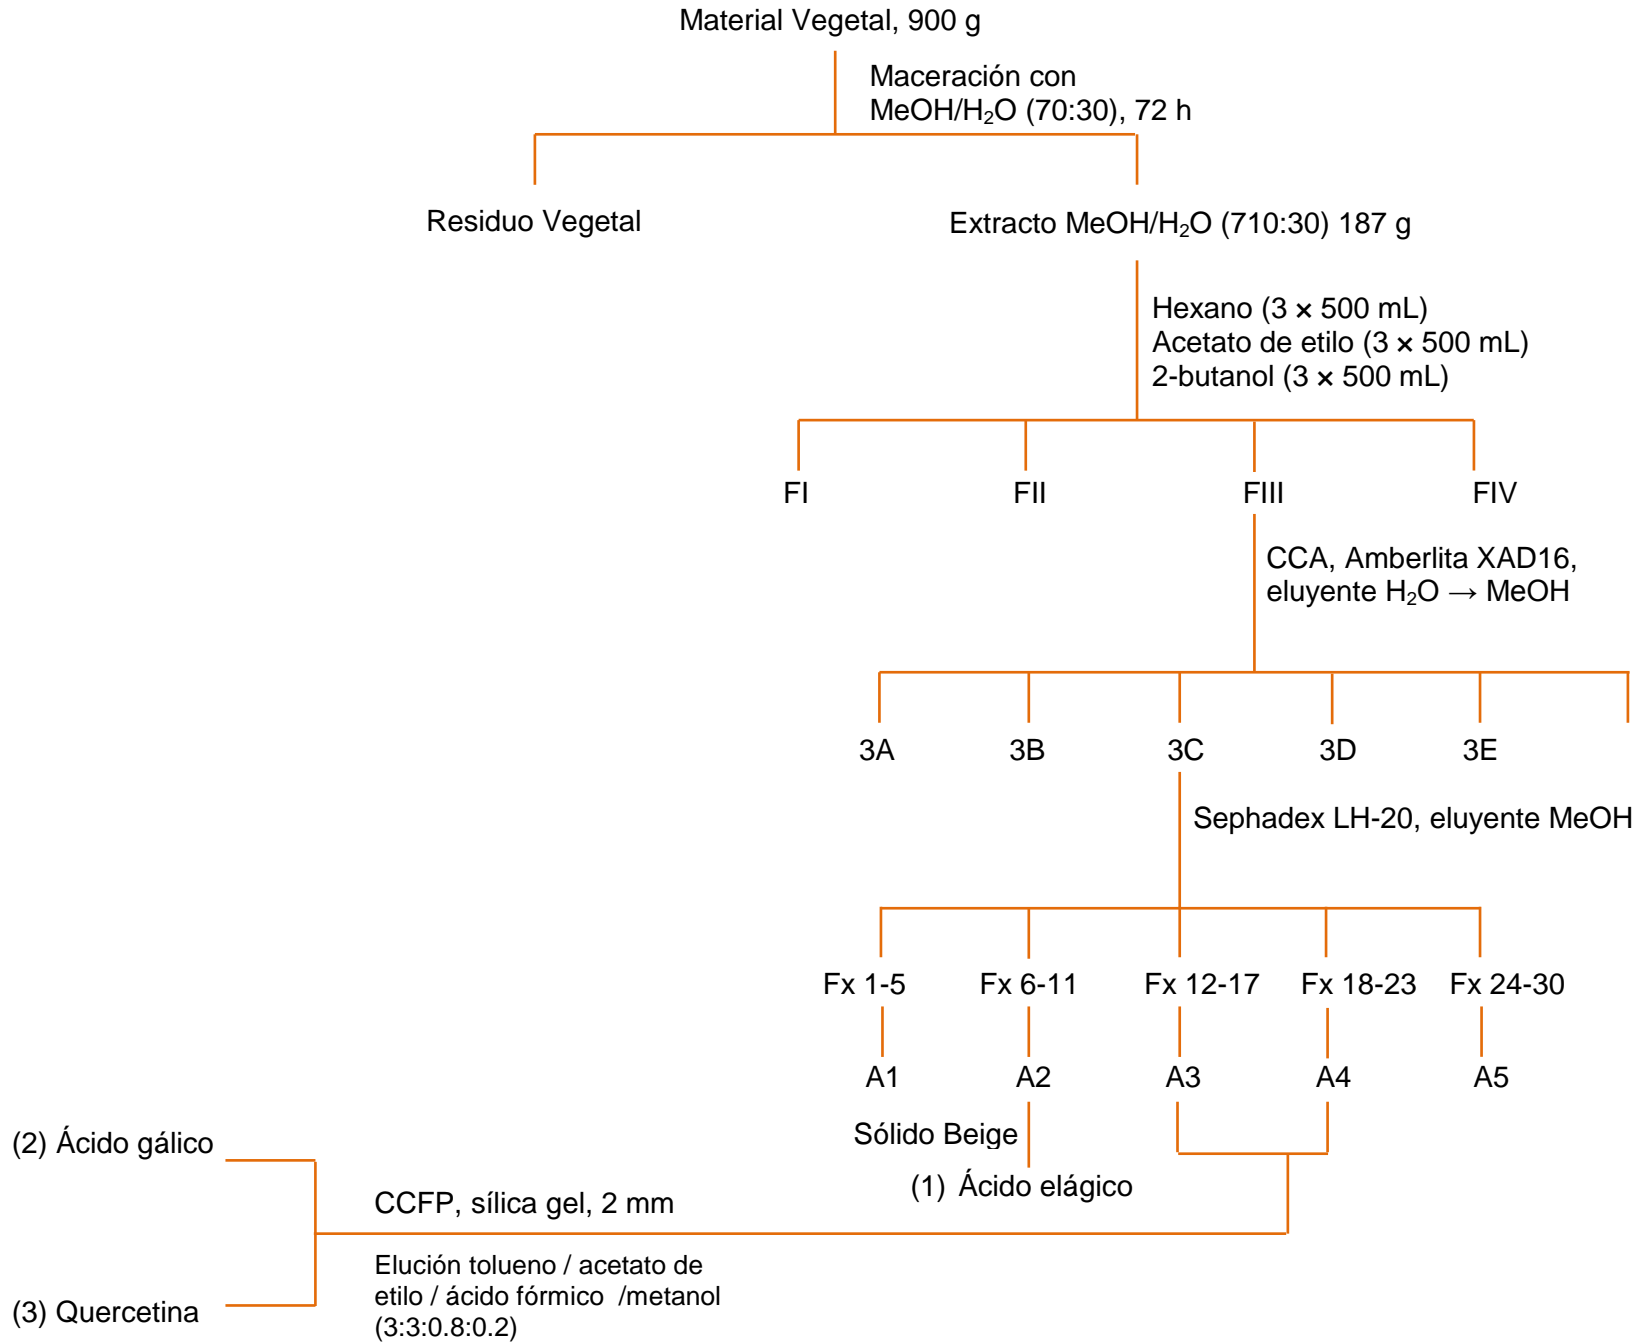 Material Vegetal, 900 g
Maceración con
MeOH/H₂O (70:30), 72 h
Residuo Vegetal
Extracto MeOH/H₂O (710:30) 187 g
Hexano (3 × 500 mL)
Acetato de etilo (3 × 500 mL)
2-butanol (3 × 500 mL)
FI
FII
FIII
FIV
CCA, Amberlita XAD16,
eluyente H₂O → MeOH
3A
3B
3C
3D
3E
Sephadex LH-20, eluyente MeOH
Fx 1-5
Fx 6-11
Fx 12-17
Fx 18-23
Fx 24-30
A1
A2
A3
A4
A5
Sólido Beige
(1) Ácido elágico
(2) Ácido gálico
CCFP, sílica gel, 2 mm
Elución tolueno / acetato de
etilo / ácido fórmico /metanol
(3:3:0.8:0.2)
(3) Quercetina